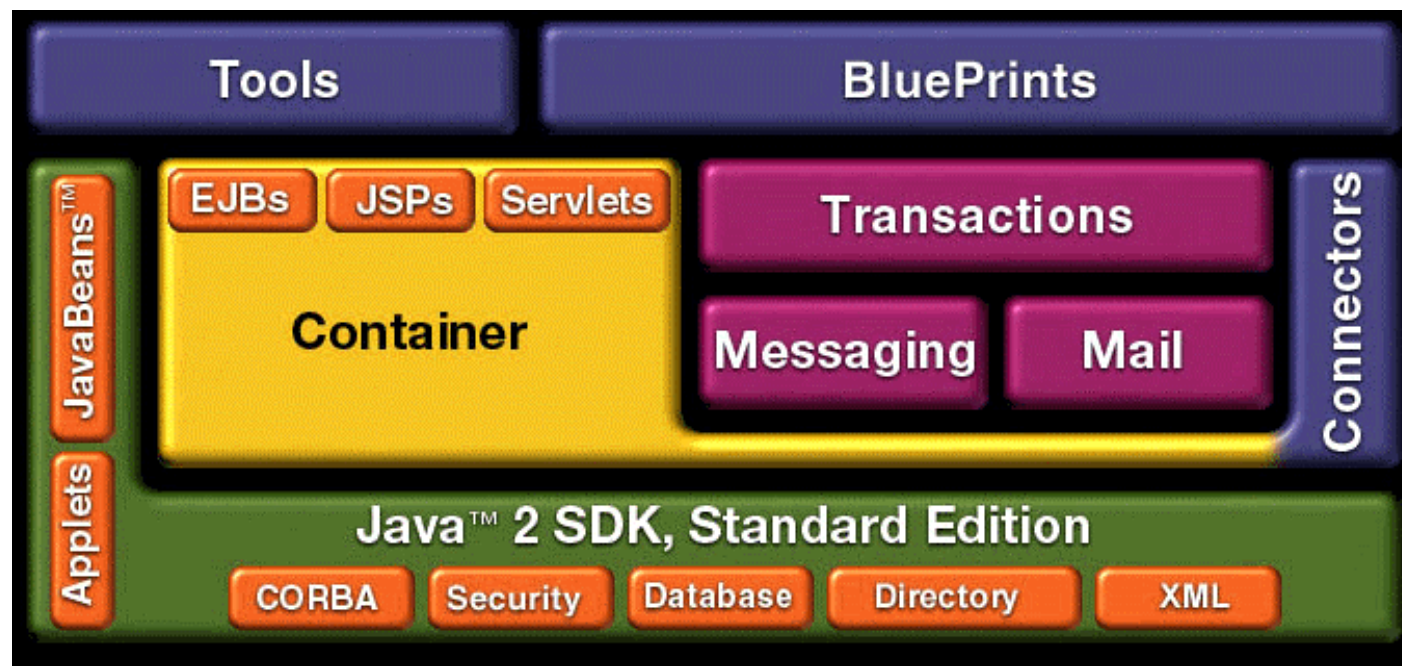 Tools
BluePrints
JavaBeans™
EJBs
JSPs
Servlets
Transactions
Connectors
Container
Messaging
Mail
Applets
Java™ 2 SDK, Standard Edition
CORBA
Security
Database
Directory
XML